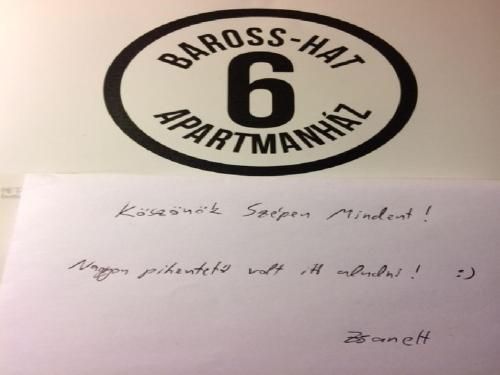 BAROSS-HAT
6
APARTMANHÁZ
Köszönök Szépen Mindent!
Nagyon pihentető volt itt aludni! :)
Zsanett